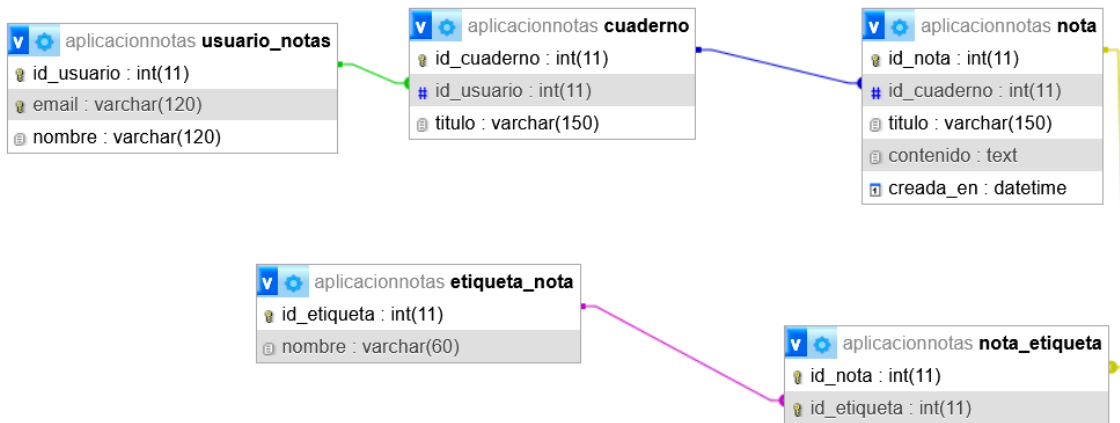 v aplicacionnotas usuario_notas
id_usuario : int(11)
email : varchar(120)
nombre : varchar(120)
v aplicacionnotas cuaderno
id_cuaderno : int(11)
# id_usuario : int(11)
titulo : varchar(150)
v aplicacionnotas nota
id_nota : int(11)
# id_cuaderno : int(11)
titulo : varchar(150)
contenido : text
creada_en : datetime
v aplicacionnotas etiqueta_nota
id_etiqueta : int(11)
nombre : varchar(60)
v aplicacionnotas nota_etiqueta
id_nota : int(11)
id_etiqueta : int(11)